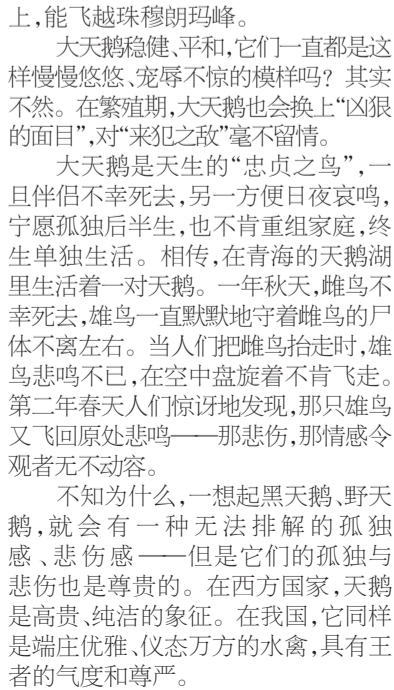 上，能飞越珠穆朗玛峰。
大天鹅稳健、平和，它们一直都是这
样慢慢悠悠、宠辱不惊的模样吗？其实
不然。在繁殖期，大天鹅也会换上“凶狠
的面目”，对“来犯之敌”毫不留情。
大天鹅是天生的“忠贞之鸟”，一
旦伴侣不幸死去，另一方便日夜哀鸣，
宁愿孤独后半生，也不肯重组家庭，终
生单独生活。相传，在青海的天鹅湖
里生活着一对天鹅。一年秋天，雌鸟不
幸死去，雄鸟一直默默地守着雌鸟的尸
体不离左右。当人们把雌鸟抬走时，雄
鸟悲鸣不已，在空中盘旋着不肯飞走。
第二年春天人们惊讶地发现，那只雄鸟
又飞回原处悲鸣——那悲伤，那情感令
观者无不动容。
不知为什么，一想起黑天鹅、野天
鹅，就会有一种无法排解的孤独
感、悲伤感——但是它们的孤独与
悲伤也是尊贵的。在西方国家，天鹅
是高贵、纯洁的象征。在我国，它同样
是端庄优雅、仪态万方的水禽，具有王
者的气度和尊严。